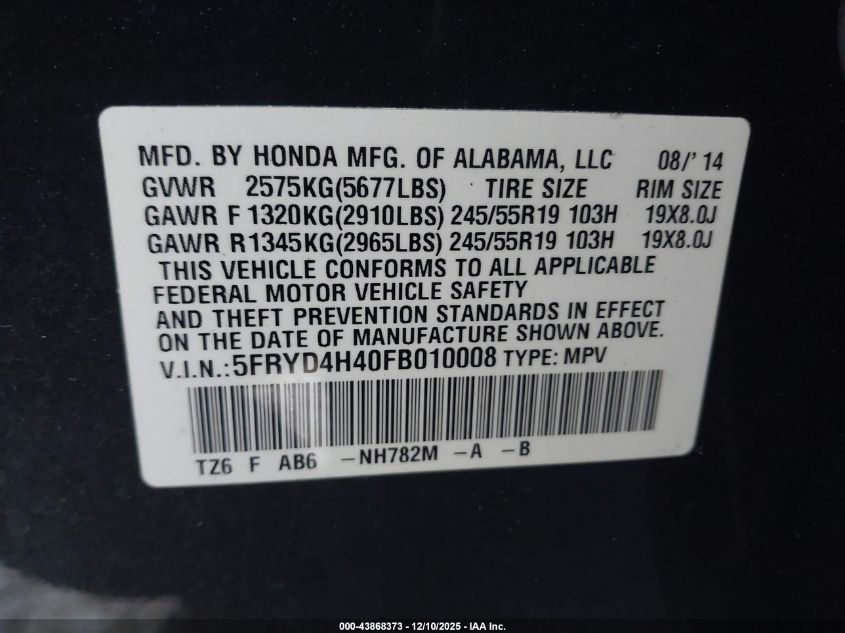 MFD. BY HONDA MFG. OF ALABAMA, LLC 08/' 14
GVWR 2575KG(5677LBS) TIRE SIZE RIM SIZE
GAWR F 1320KG(2910LBS) 245/55R19 103H 19X8.0J
GAWR R 1345KG(2965LBS) 245/55R19 103H 19X8.0J
THIS VEHICLE CONFORMS TO ALL APPLICABLE
FEDERAL MOTOR VEHICLE SAFETY
AND THEFT PREVENTION STANDARDS IN EFFECT
ON THE DATE OF MANUFACTURE SHOWN ABOVE.
V.I.N.:5FRYD4H40FB010008 TYPE: MPV
TZ6 F AB6 -NH782M -A -B
000-43868373 - 12/10/2025 - IAA Inc.